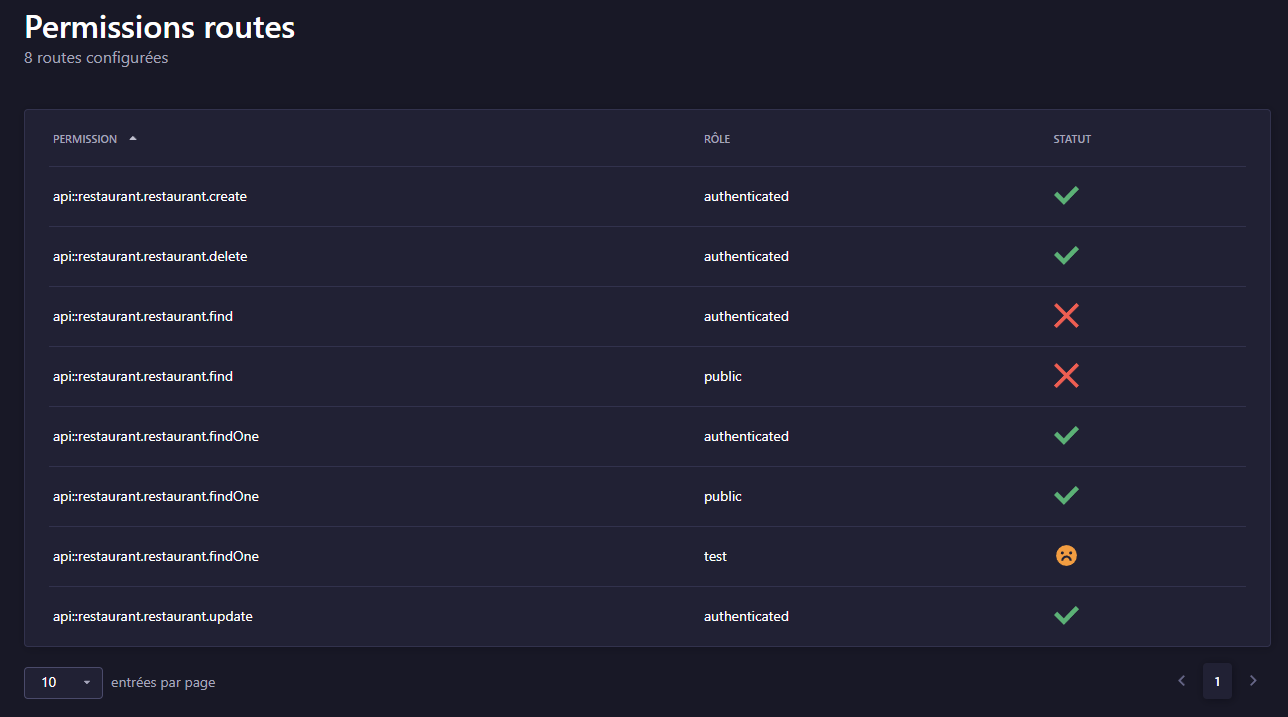 Permissions routes
8 routes configurées
PERMISSION RÔLE STATUT
api::restaurant.restaurant.create authenticated
api::restaurant.restaurant.delete authenticated
api::restaurant.restaurant.find authenticated
api::restaurant.restaurant.find public
api::restaurant.restaurant.findOne authenticated
api::restaurant.restaurant.findOne public
api::restaurant.restaurant.findOne test
api::restaurant.restaurant.update authenticated
10 entrées par page 1